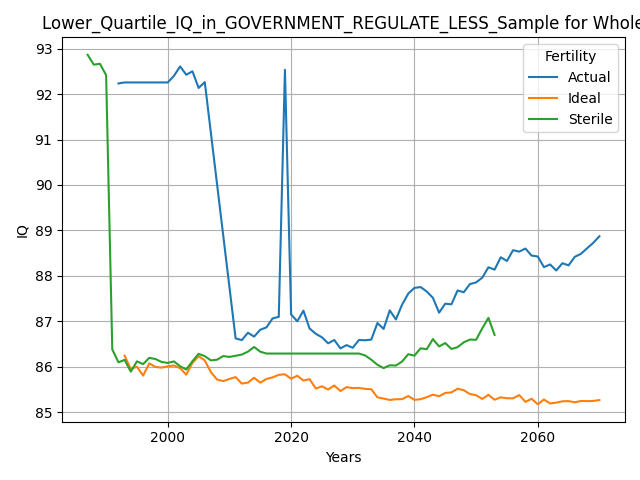 Lower_Quartile_IQ_in_GOVERNMENT_REGULATE_LESS_Sample for Whole
93
92
91
90
89
88
87
86
85
IQ
Fertility
Actual
Ideal
Sterile
2000
2020
2040
2060
Years